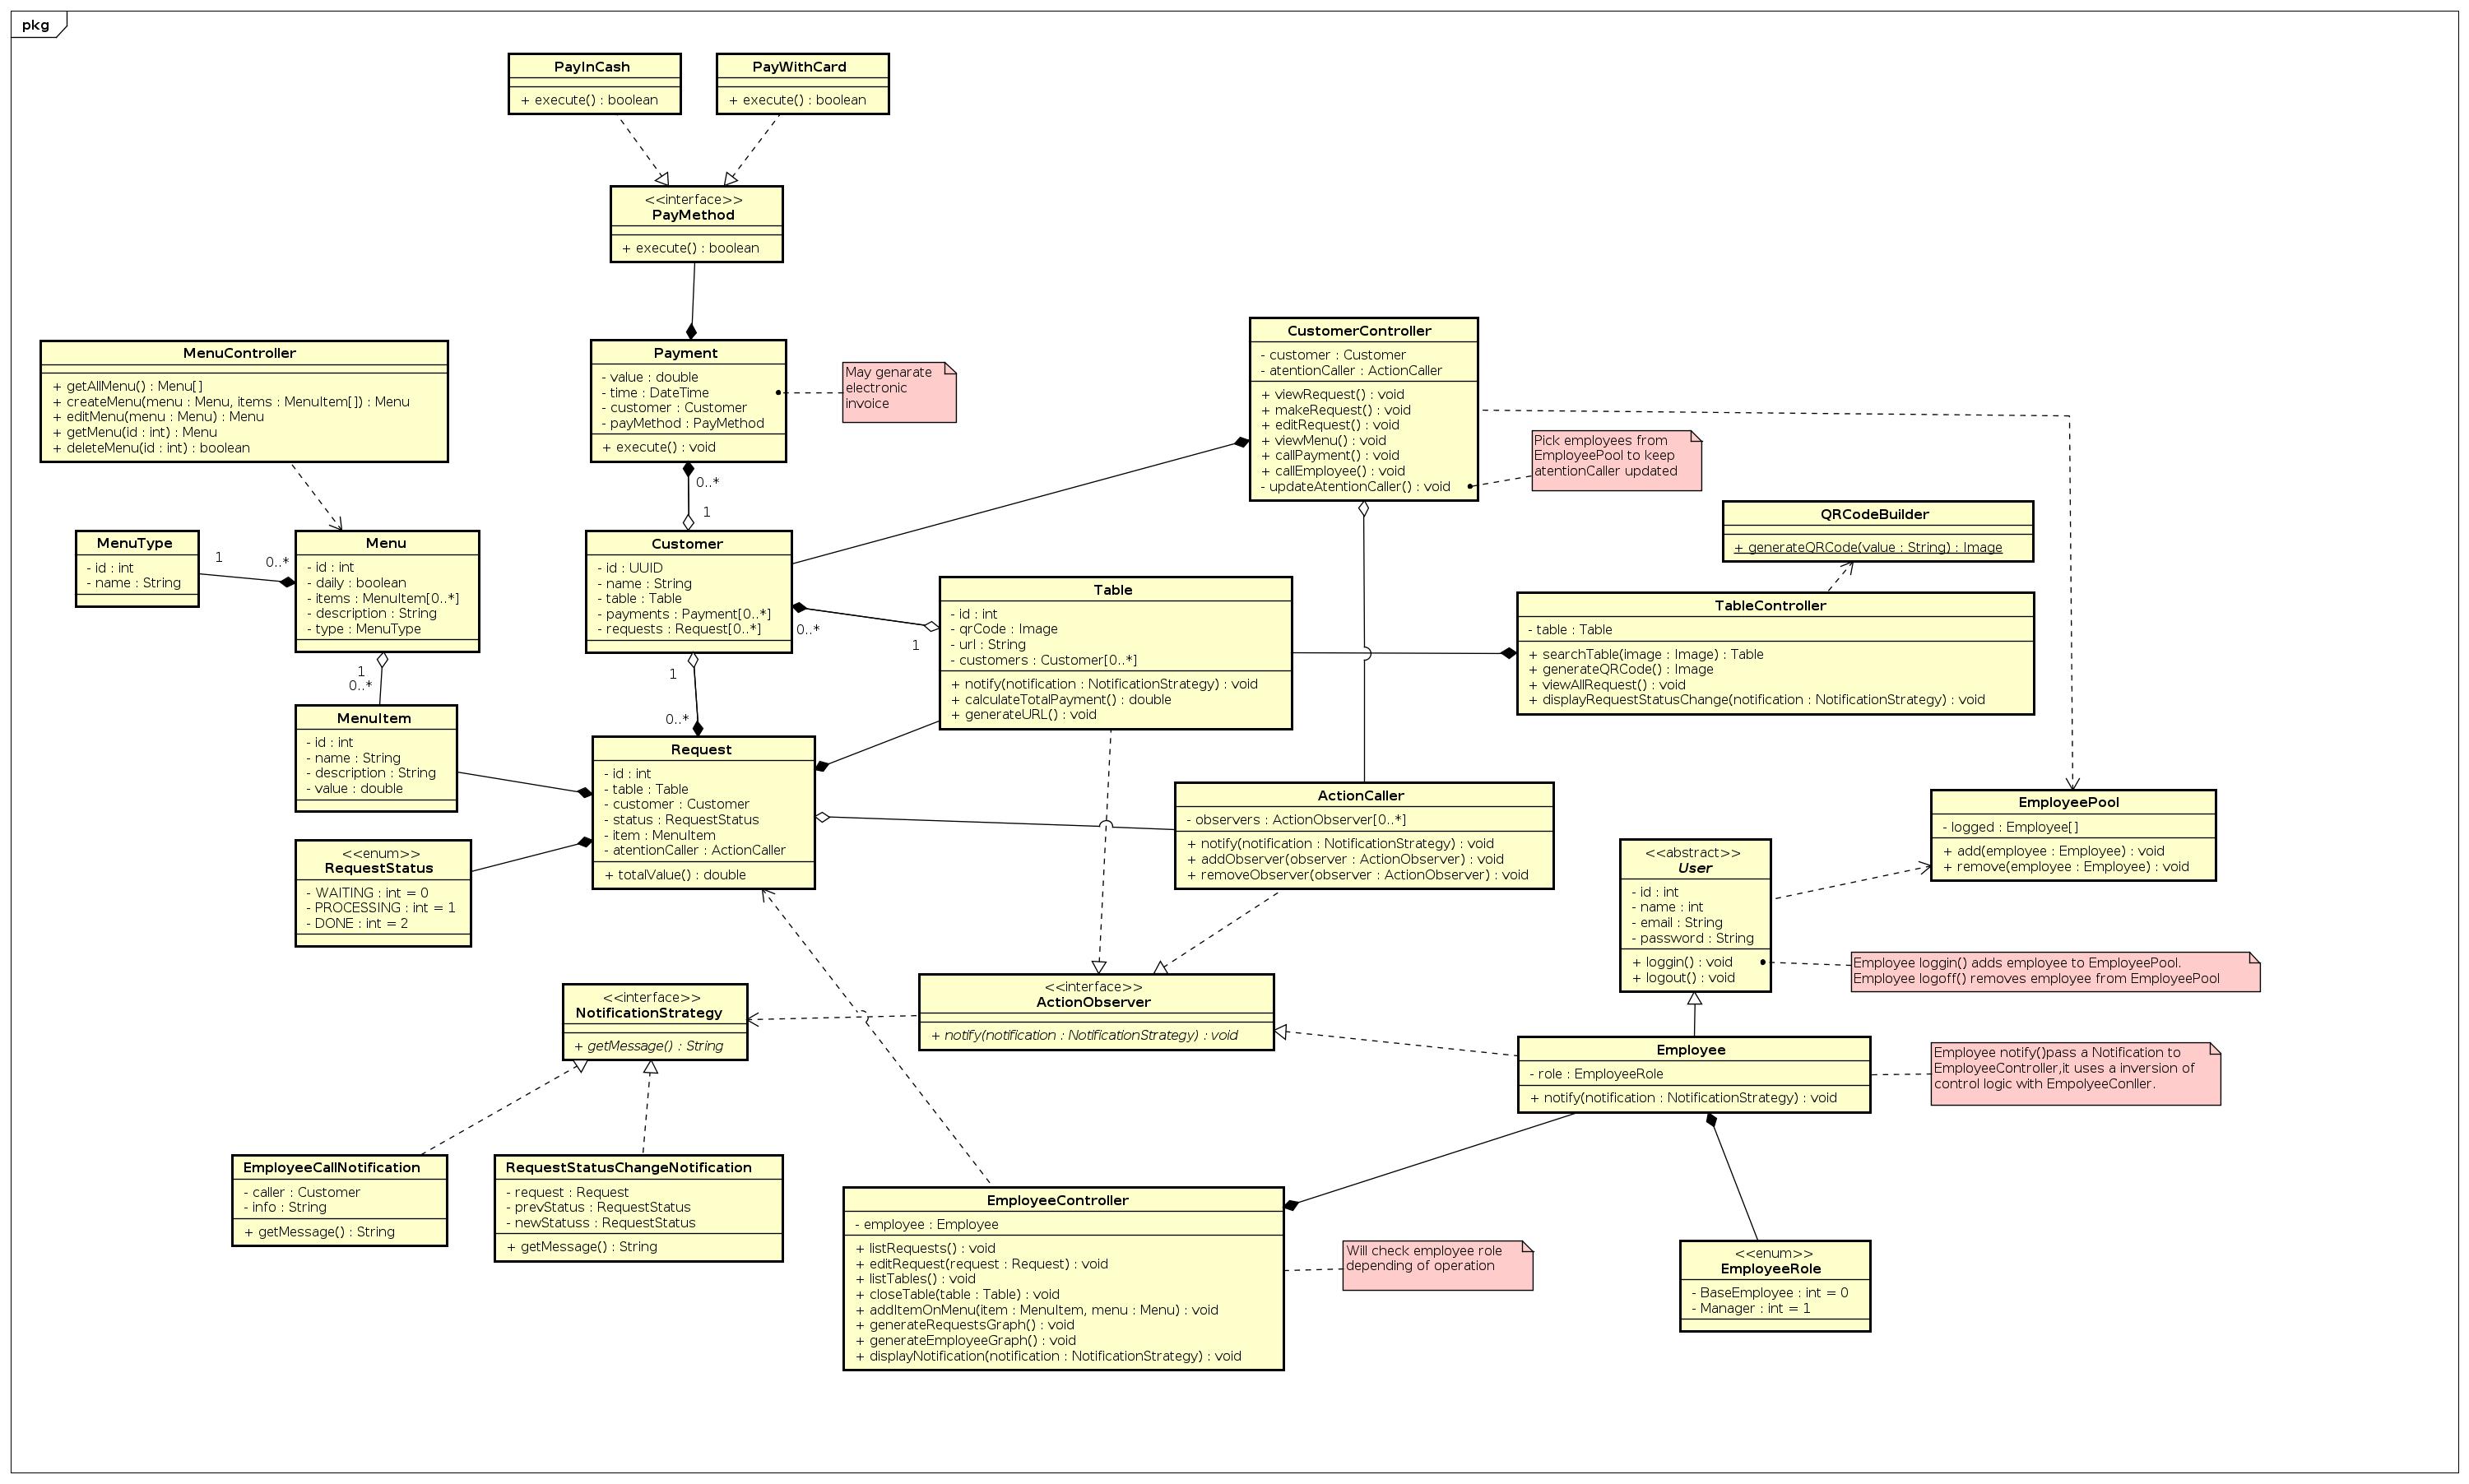 pkg
PayInCash
+ execute() : boolean
PayWithCard
+ execute() : boolean
<<interface>>
PayMethod
+ execute() : boolean
MenuController
+ getAllMenu() : Menu[]
+ createMenu(menu : Menu, items : MenuItem[]) : Menu
+ editMenu(menu : Menu) : Menu
+ getMenu(id : int) : Menu
+ deleteMenu(id : int) : boolean
Payment
- value : double
- time : DateTime
- customer : Customer
- payMethod : PayMethod
+ execute() : void
May genarate
electronic
invoice
CustomerController
- customer : Customer
- atentionCaller : ActionCaller
+ viewRequest() : void
+ makeRequest() : void
+ editRequest() : void
+ viewMenu() : void
+ callPayment() : void
+ callEmployee() : void
- updateAtentionCaller() : void
Pick employees from
EmployeePool to keep
atentionCaller updated
0..*
1
QRCodeBuilder
+ generateQRCode(value : String) : Image
MenuType
- id : int
- name : String
1
0..*
Menu
- id : int
- daily : boolean
- items : MenuItem[0..*]
- description : String
- type : MenuType
Customer
- id : UUID
- name : String
- table : Table
- payments : Payment[0..*]
- requests : Request[0..*]
0..*
1
Table
- id : int
- qrCode : Image
- url : String
- customers : Customer[0..*]
+ notify(notification : NotificationStrategy) : void
+ calculateTotalPayment() : double
+ generateURL() : void
TableController
- table : Table
+ searchTable(image : Image) : Table
+ generateQRCode() : Image
+ viewAllRequest() : void
+ displayRequestStatusChange(notification : NotificationStrategy) : void
1
0..*
1
0..*
MenuItem
- id : int
- name : String
- description : String
- value : double
Request
- id : int
- table : Table
- customer : Customer
- status : RequestStatus
- item : MenuItem
- atentionCaller : ActionCaller
+ totalValue() : double
ActionCaller
- observers : ActionObserver[0..*]
+ notify(notification : NotificationStrategy) : void
+ addObserver(observer : ActionObserver) : void
+ removeObserver(observer : ActionObserver) : void
EmployeePool
- logged : Employee[]
+ add(employee : Employee) : void
+ remove(employee : Employee) : void
<<enum>>
RequestStatus
- WAITING : int = 0
- PROCESSING : int = 1
- DONE : int = 2
<<abstract>>
User
- id : int
- name : int
- email : String
- password : String
+ loggin() : void
+ logout() : void
Employee loggin() adds employee to EmployeePool.
Employee logoff() removes employee from EmployeePool
<<interface>>
NotificationStrategy
+ getMessage() : String
<<interface>>
ActionObserver
+ notify(notification : NotificationStrategy) : void
Employee
- role : EmployeeRole
+ notify(notification : NotificationStrategy) : void
Employee notify()pass a Notification to
EmployeeController,it uses a inversion of
control logic with EmpolyeeConller.
EmployeeCallNotification
- caller : Customer
- info : String
+ getMessage() : String
RequestStatusChangeNotification
- request : Request
- prevStatus : RequestStatus
- newStatuss : RequestStatus
+ getMessage() : String
EmployeeController
- employee : Employee
+ listRequests() : void
+ editRequest(request : Request) : void
+ listTables() : void
+ closeTable(table : Table) : void
+ addItemOnMenu(item : MenuItem, menu : Menu) : void
+ generateRequestsGraph() : void
+ generateEmployeeGraph() : void
+ displayNotification(notification : NotificationStrategy) : void
Will check employee role
depending of operation
<<enum>>
EmployeeRole
- BaseEmployee : int = 0
- Manager : int = 1